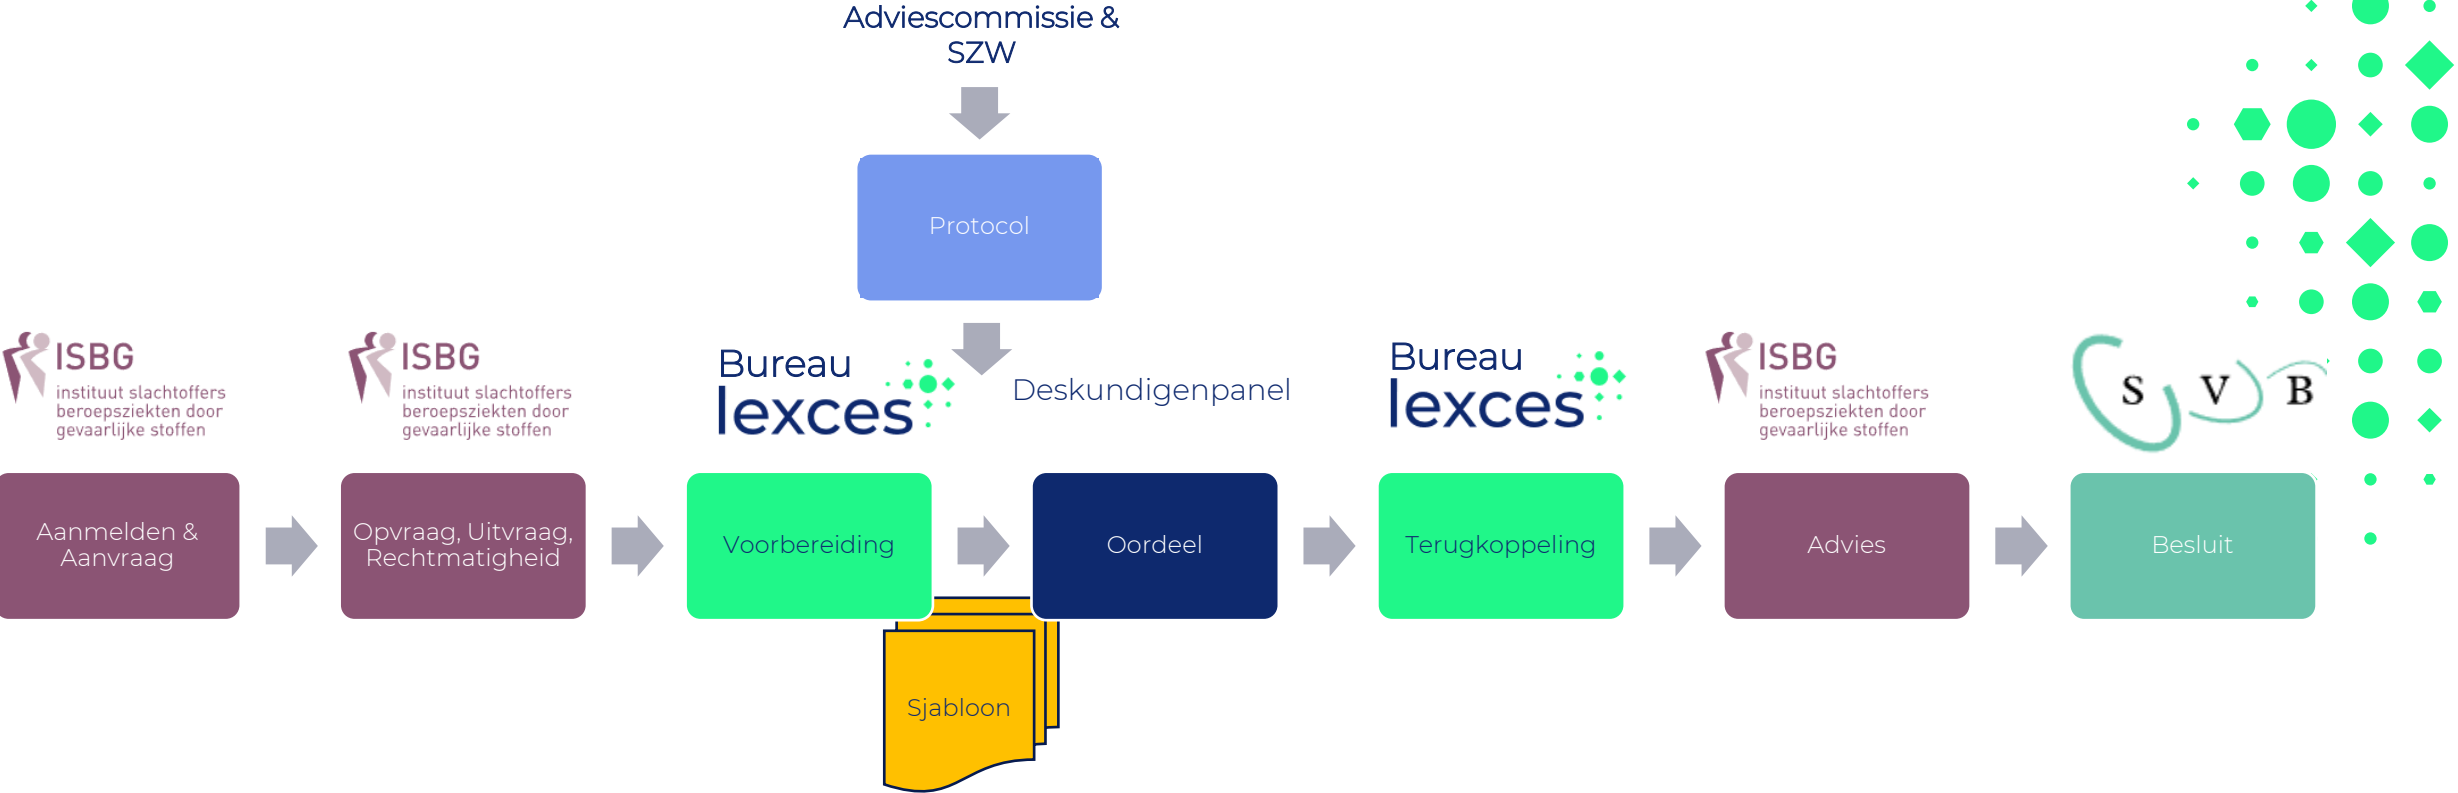 Adviescommissie &
SZW
Protocol
ISBG
instituut slachtoffers
beroepsziekten door
gevaarlijke stoffen
ISBG
instituut slachtoffers
beroepsziekten door
gevaarlijke stoffen
Bureau
lexces
Deskundigenpanel
Bureau
lexces
ISBG
instituut slachtoffers
beroepsziekten door
gevaarlijke stoffen
S V B
Aanmelden &
Aanvraag
Opvraag, Uitvraag,
Rechtmatigheid
Voorbereiding
Oordeel
Terugkoppeling
Advies
Besluit
Sjabloon